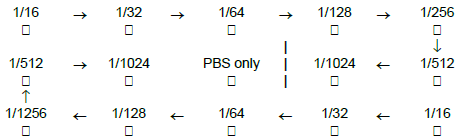 1/16 → 1/32 → 1/64 → 1/128 → 1/256
□ □ □ □ □
↓
1/512 → 1/1024 PBS only 1/1024 ← 1/512
□ □ □ □ □
↑
1/1256 ← 1/128 ← 1/64 ← 1/32 ← 1/16
□ □ □ □ □